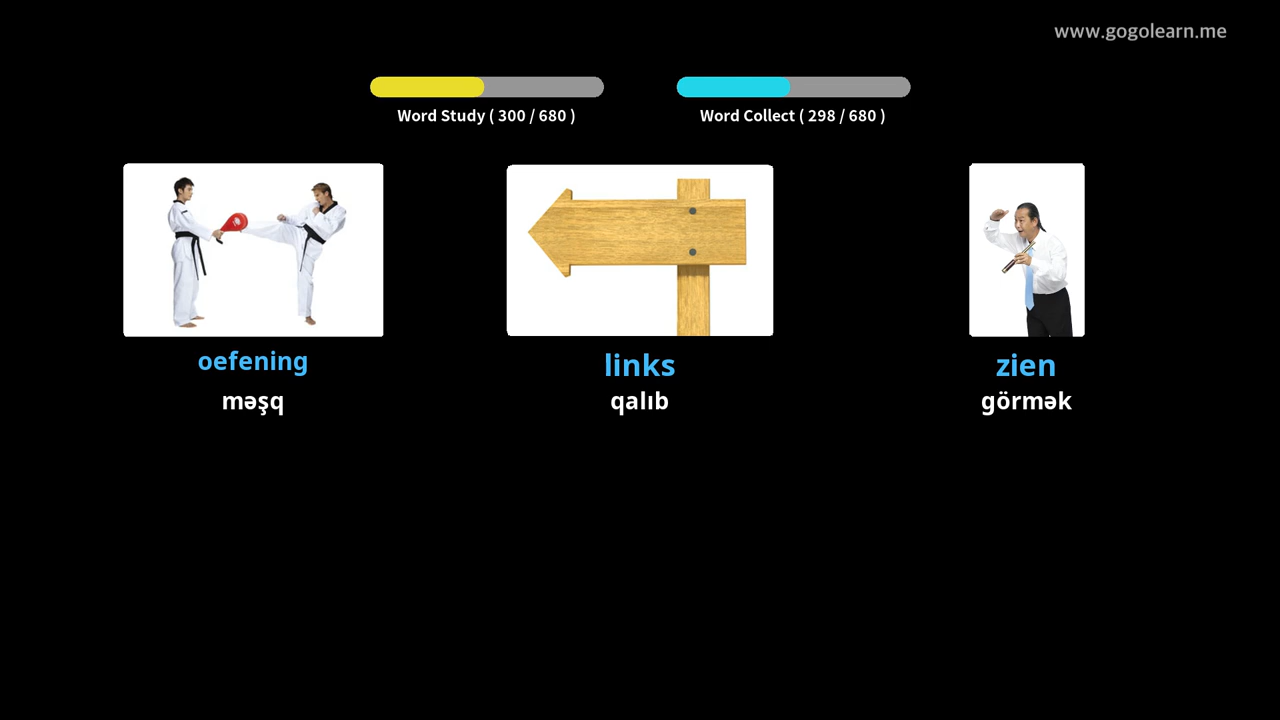 www.gogolearn.me
Word Study ( 300 / 680 )
Word Collect ( 298 / 680 )
oefening
links
zien
məşq
qalıb
görmək